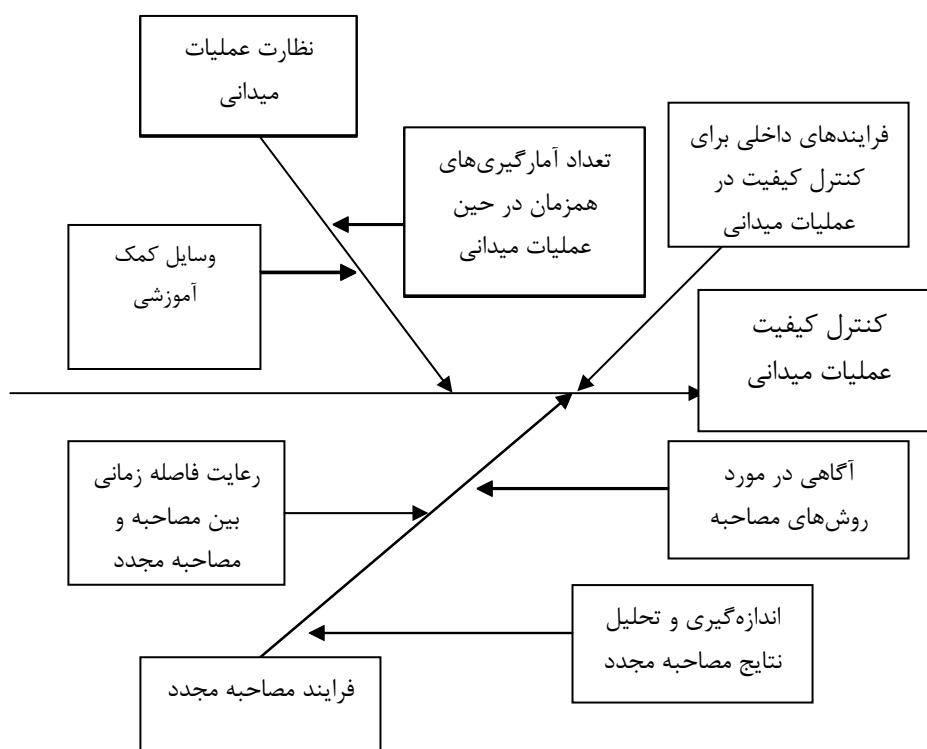 نظارت عملیات
میدانی
فرایندهای داخلی برای
کنترل کیفیت در
عملیات میدانی
تعداد آمارگیری‌های
همزمان در حین
عملیات میدانی
وسایل کمک
آموزشی
کنترل کیفیت
عملیات میدانی
رعایت فاصله زمانی
بین مصاحبه و
مصاحبه مجدد
آگاهی در مورد
روش‌های مصاحبه
اندازه‌گیری و تحلیل
نتایج مصاحبه مجدد
فرایند مصاحبه مجدد